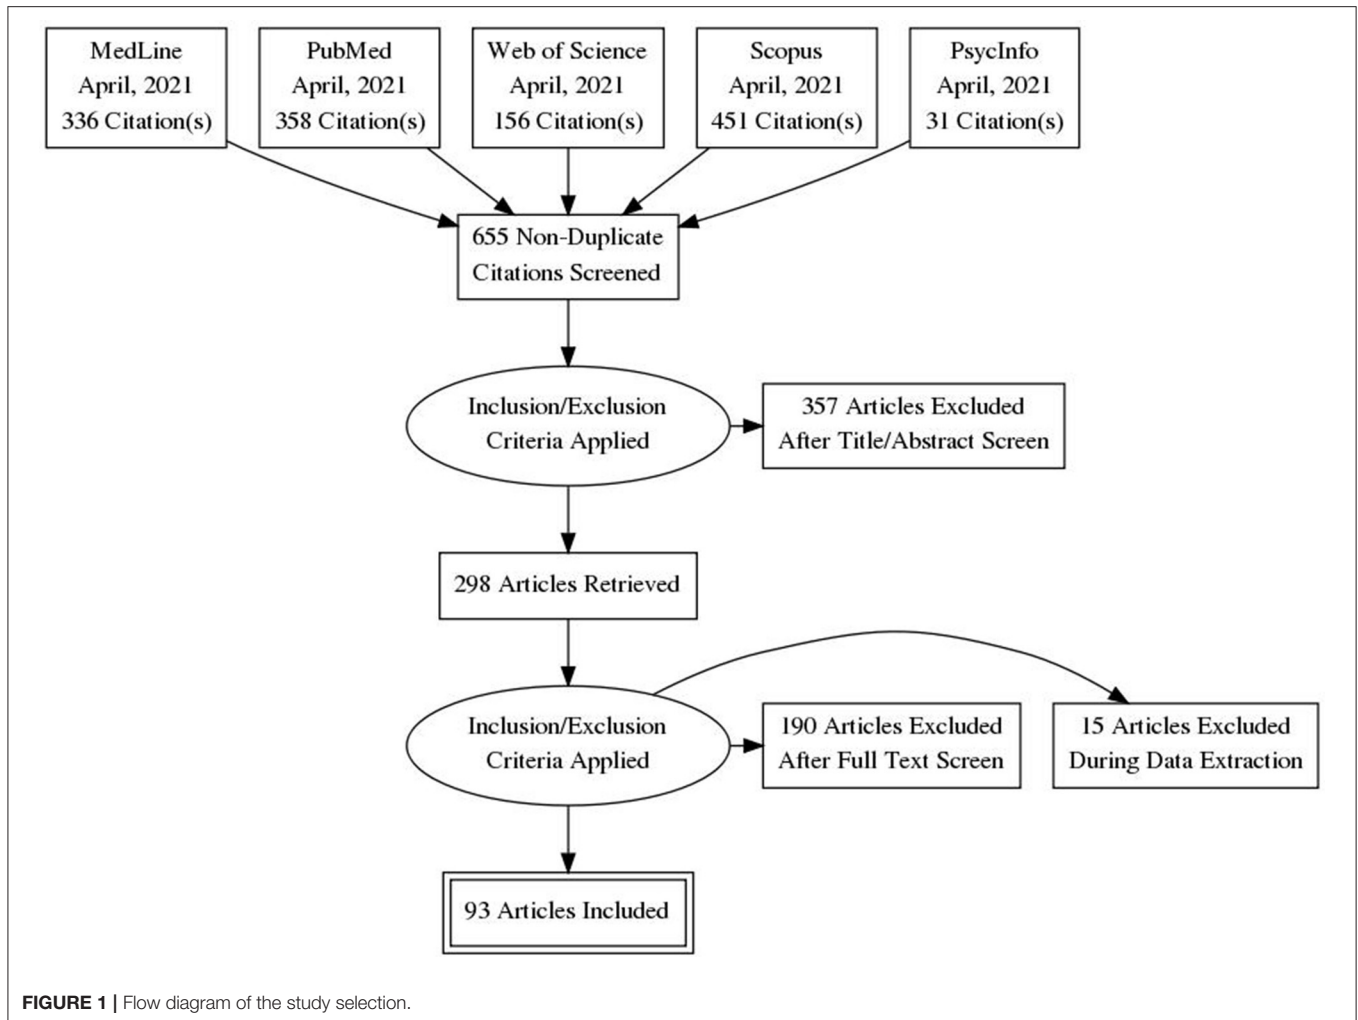 MedLine
April, 2021
336 Citation(s)
PubMed
April, 2021
358 Citation(s)
Web of Science
April, 2021
156 Citation(s)
Scopus
April, 2021
451 Citation(s)
PsycInfo
April, 2021
31 Citation(s)
655 Non-Duplicate
Citations Screened
Inclusion/Exclusion
Criteria Applied
357 Articles Excluded
After Title/Abstract Screen
298 Articles Retrieved
Inclusion/Exclusion
Criteria Applied
190 Articles Excluded
After Full Text Screen
15 Articles Excluded
During Data Extraction
93 Articles Included
FIGURE 1 | Flow diagram of the study selection.